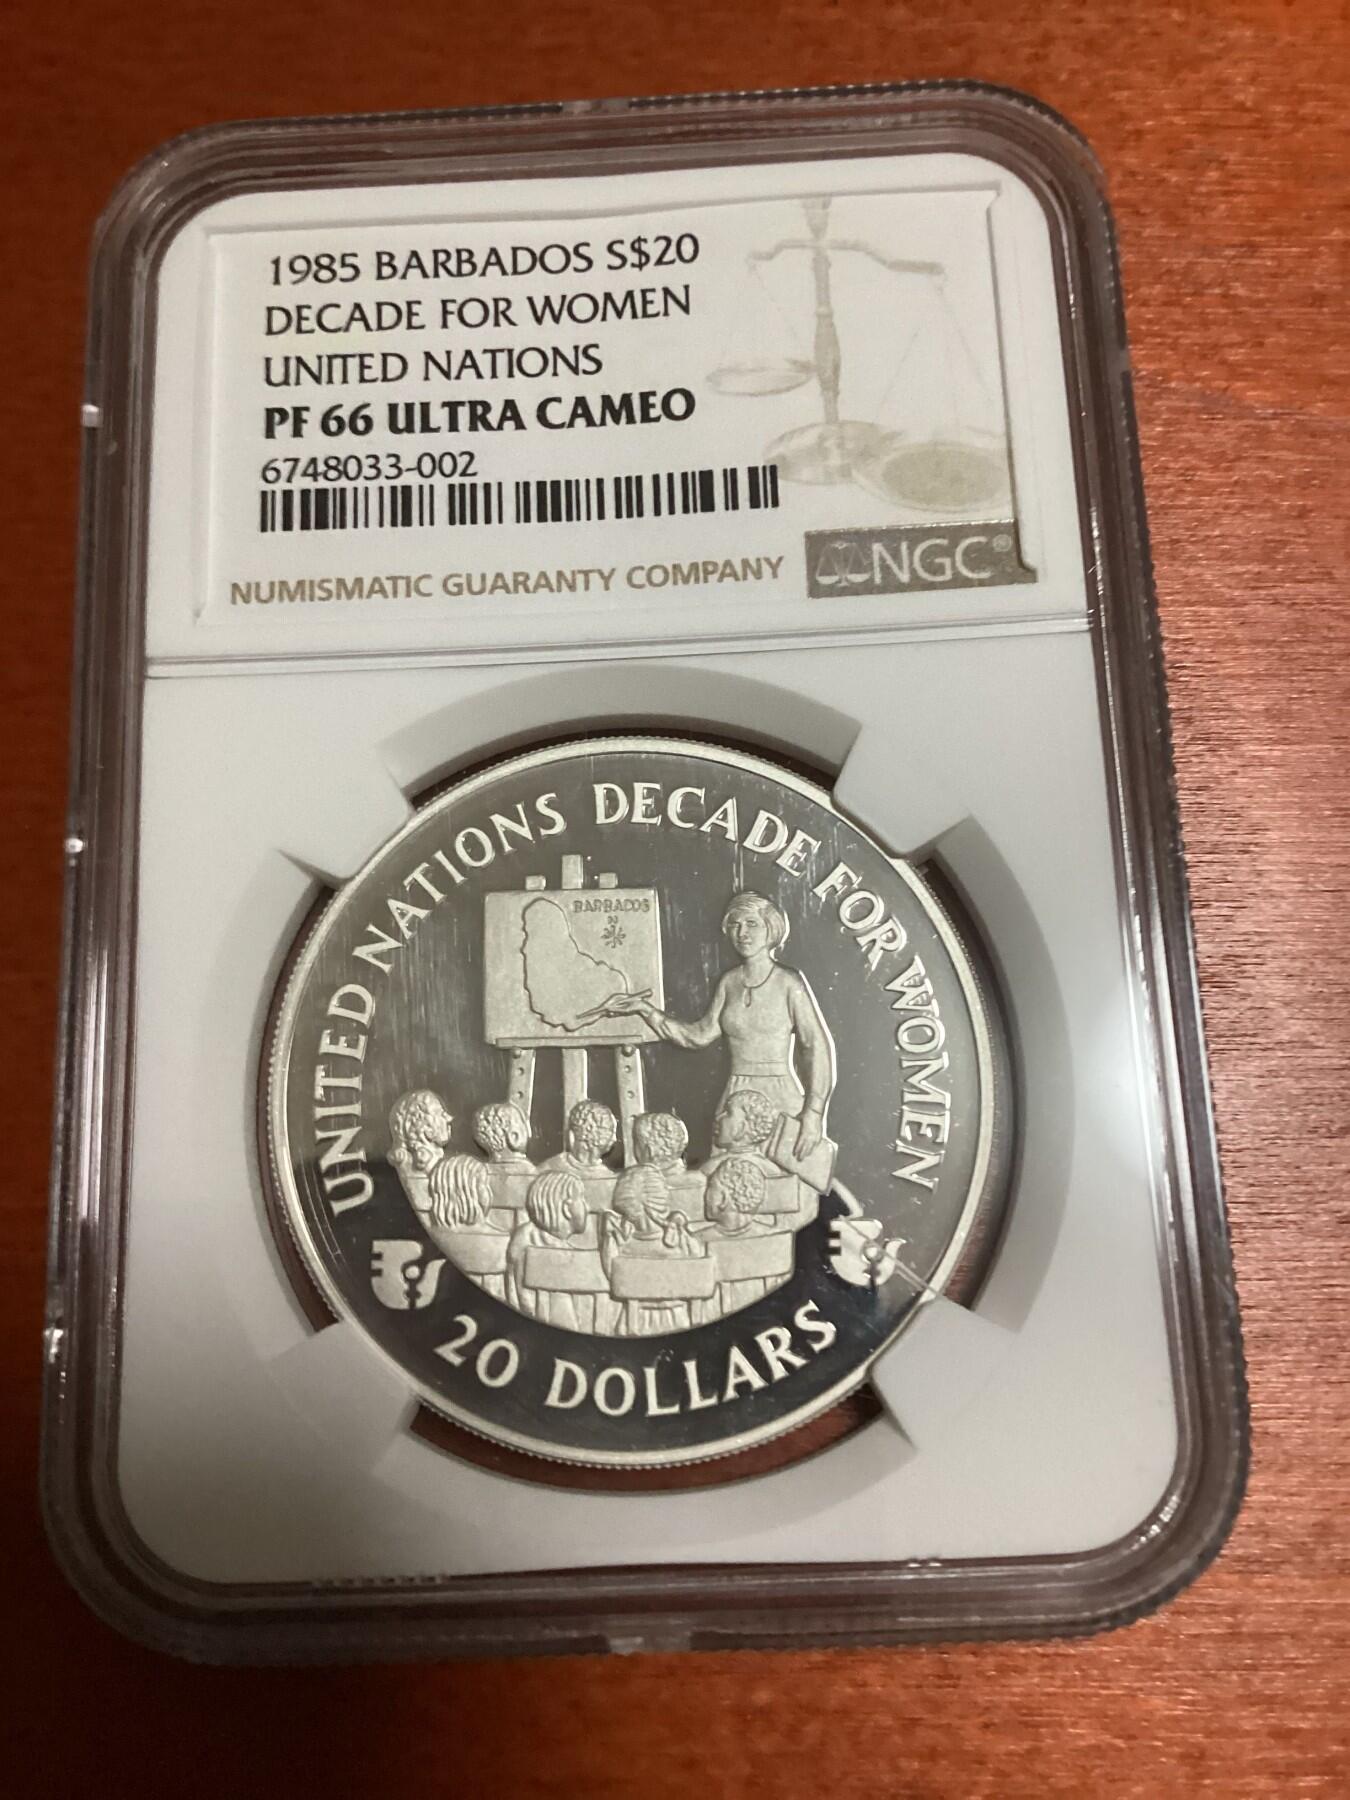 1985 BARBADOS S$20
DECADE FOR WOMEN
UNITED NATIONS
PF 66 ULTRA CAMEO
6748033-002
NUMISMATIC GUARANTY COMPANY
NGC®
UNITED NATIONS DECADE FOR WOMEN
BARBADOS
N
20 DOLLARS